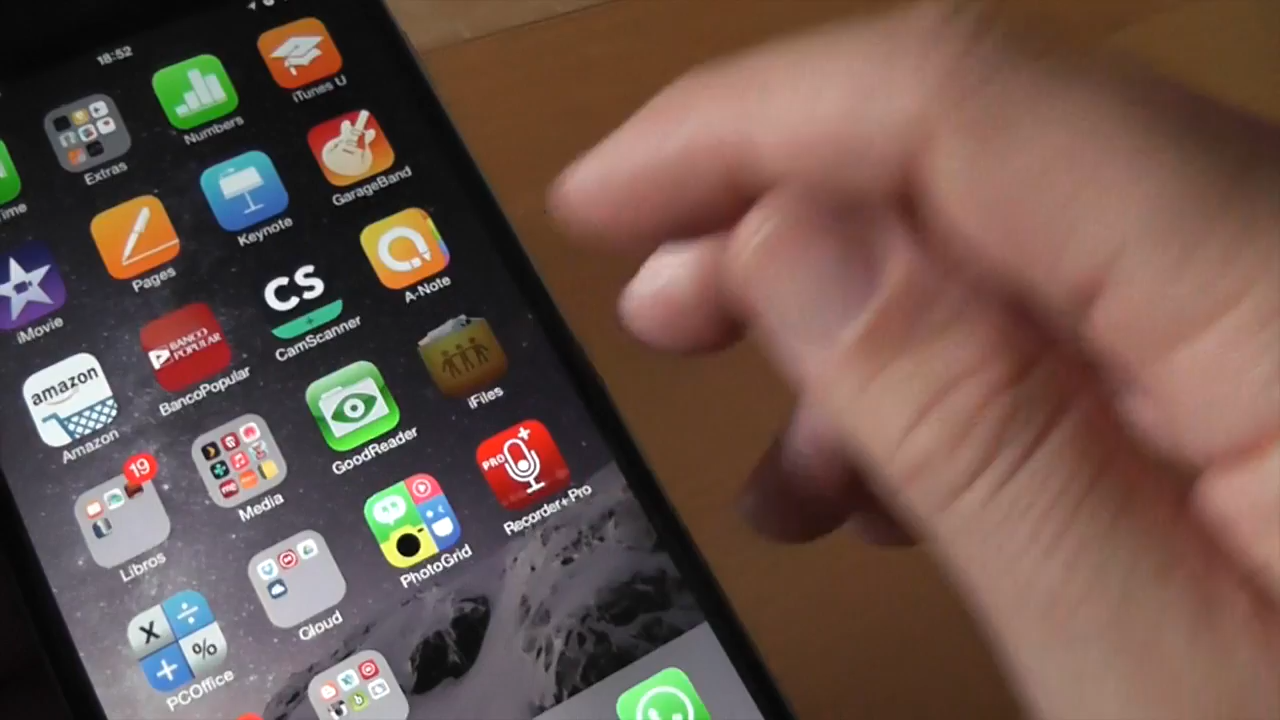 18:52
Extras
Numbers
iTunes U
Time
Pages
Keynote
GarageBand
iMovie
BANCO
POPULAR
BancoPopular
CS
CamScanner
A-Note
amazon
Amazon
GoodReader
iFiles
19
Libros
Media
PhotoGrid
PRO
Recorder+Pro
X ÷
+ %
PCOffice
Cloud